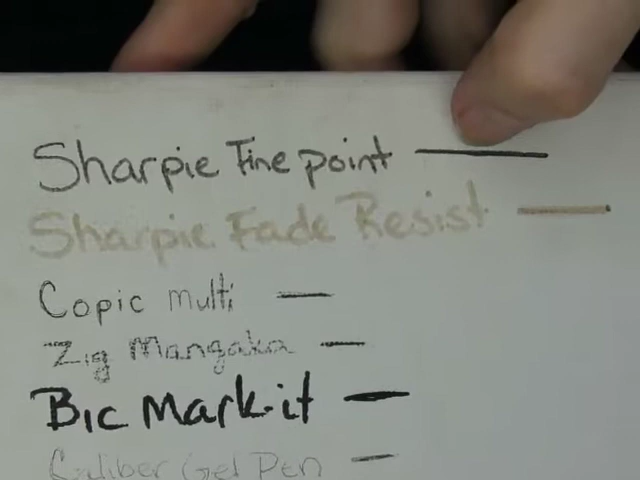 Sharpie Fine point
Sharpie Fade Resist
Copic multi
Zig Mangaka
Bic Mark-it
Caliber Gel Pen